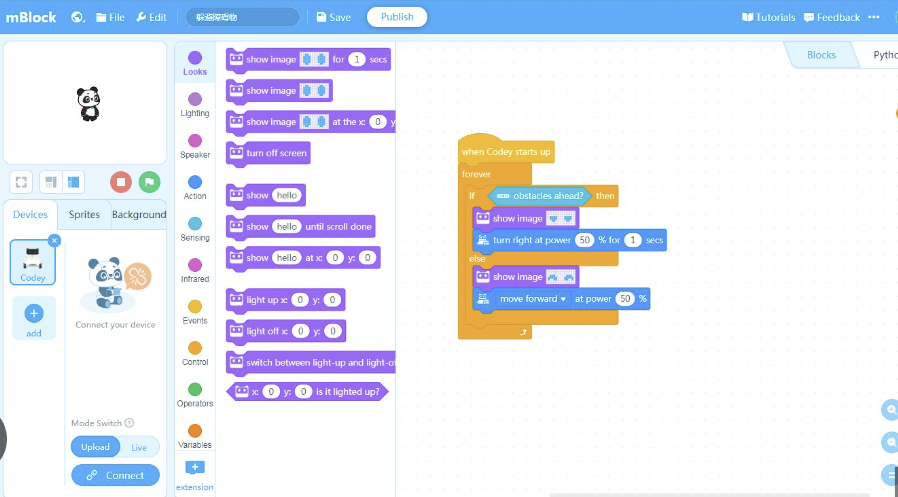 mBlock
File
Edit
躲避障碍物
Save
Publish
Tutorials
Feedback
Blocks
Pytho
Devices
Sprites
Background
Codey
add
Connect your device
Mode Switch
Upload
Live
Connect
Looks
Lighting
Speaker
Action
Sensing
Infrared
Events
Control
Operators
Variables
extension
show image for 1 secs
show image
show image at the x: 0 y
turn off screen
show hello
show hello until scroll done
show hello at x: 0 y: 0
light up x: 0 y: 0
light off x: 0 y: 0
switch between light-up and light-of
x: 0 y: 0 is it lighted up?
when Codey starts up
forever
if obstacles ahead? then
show image
turn right at power 50 % for 1 secs
else
show image
move forward at power 50 %